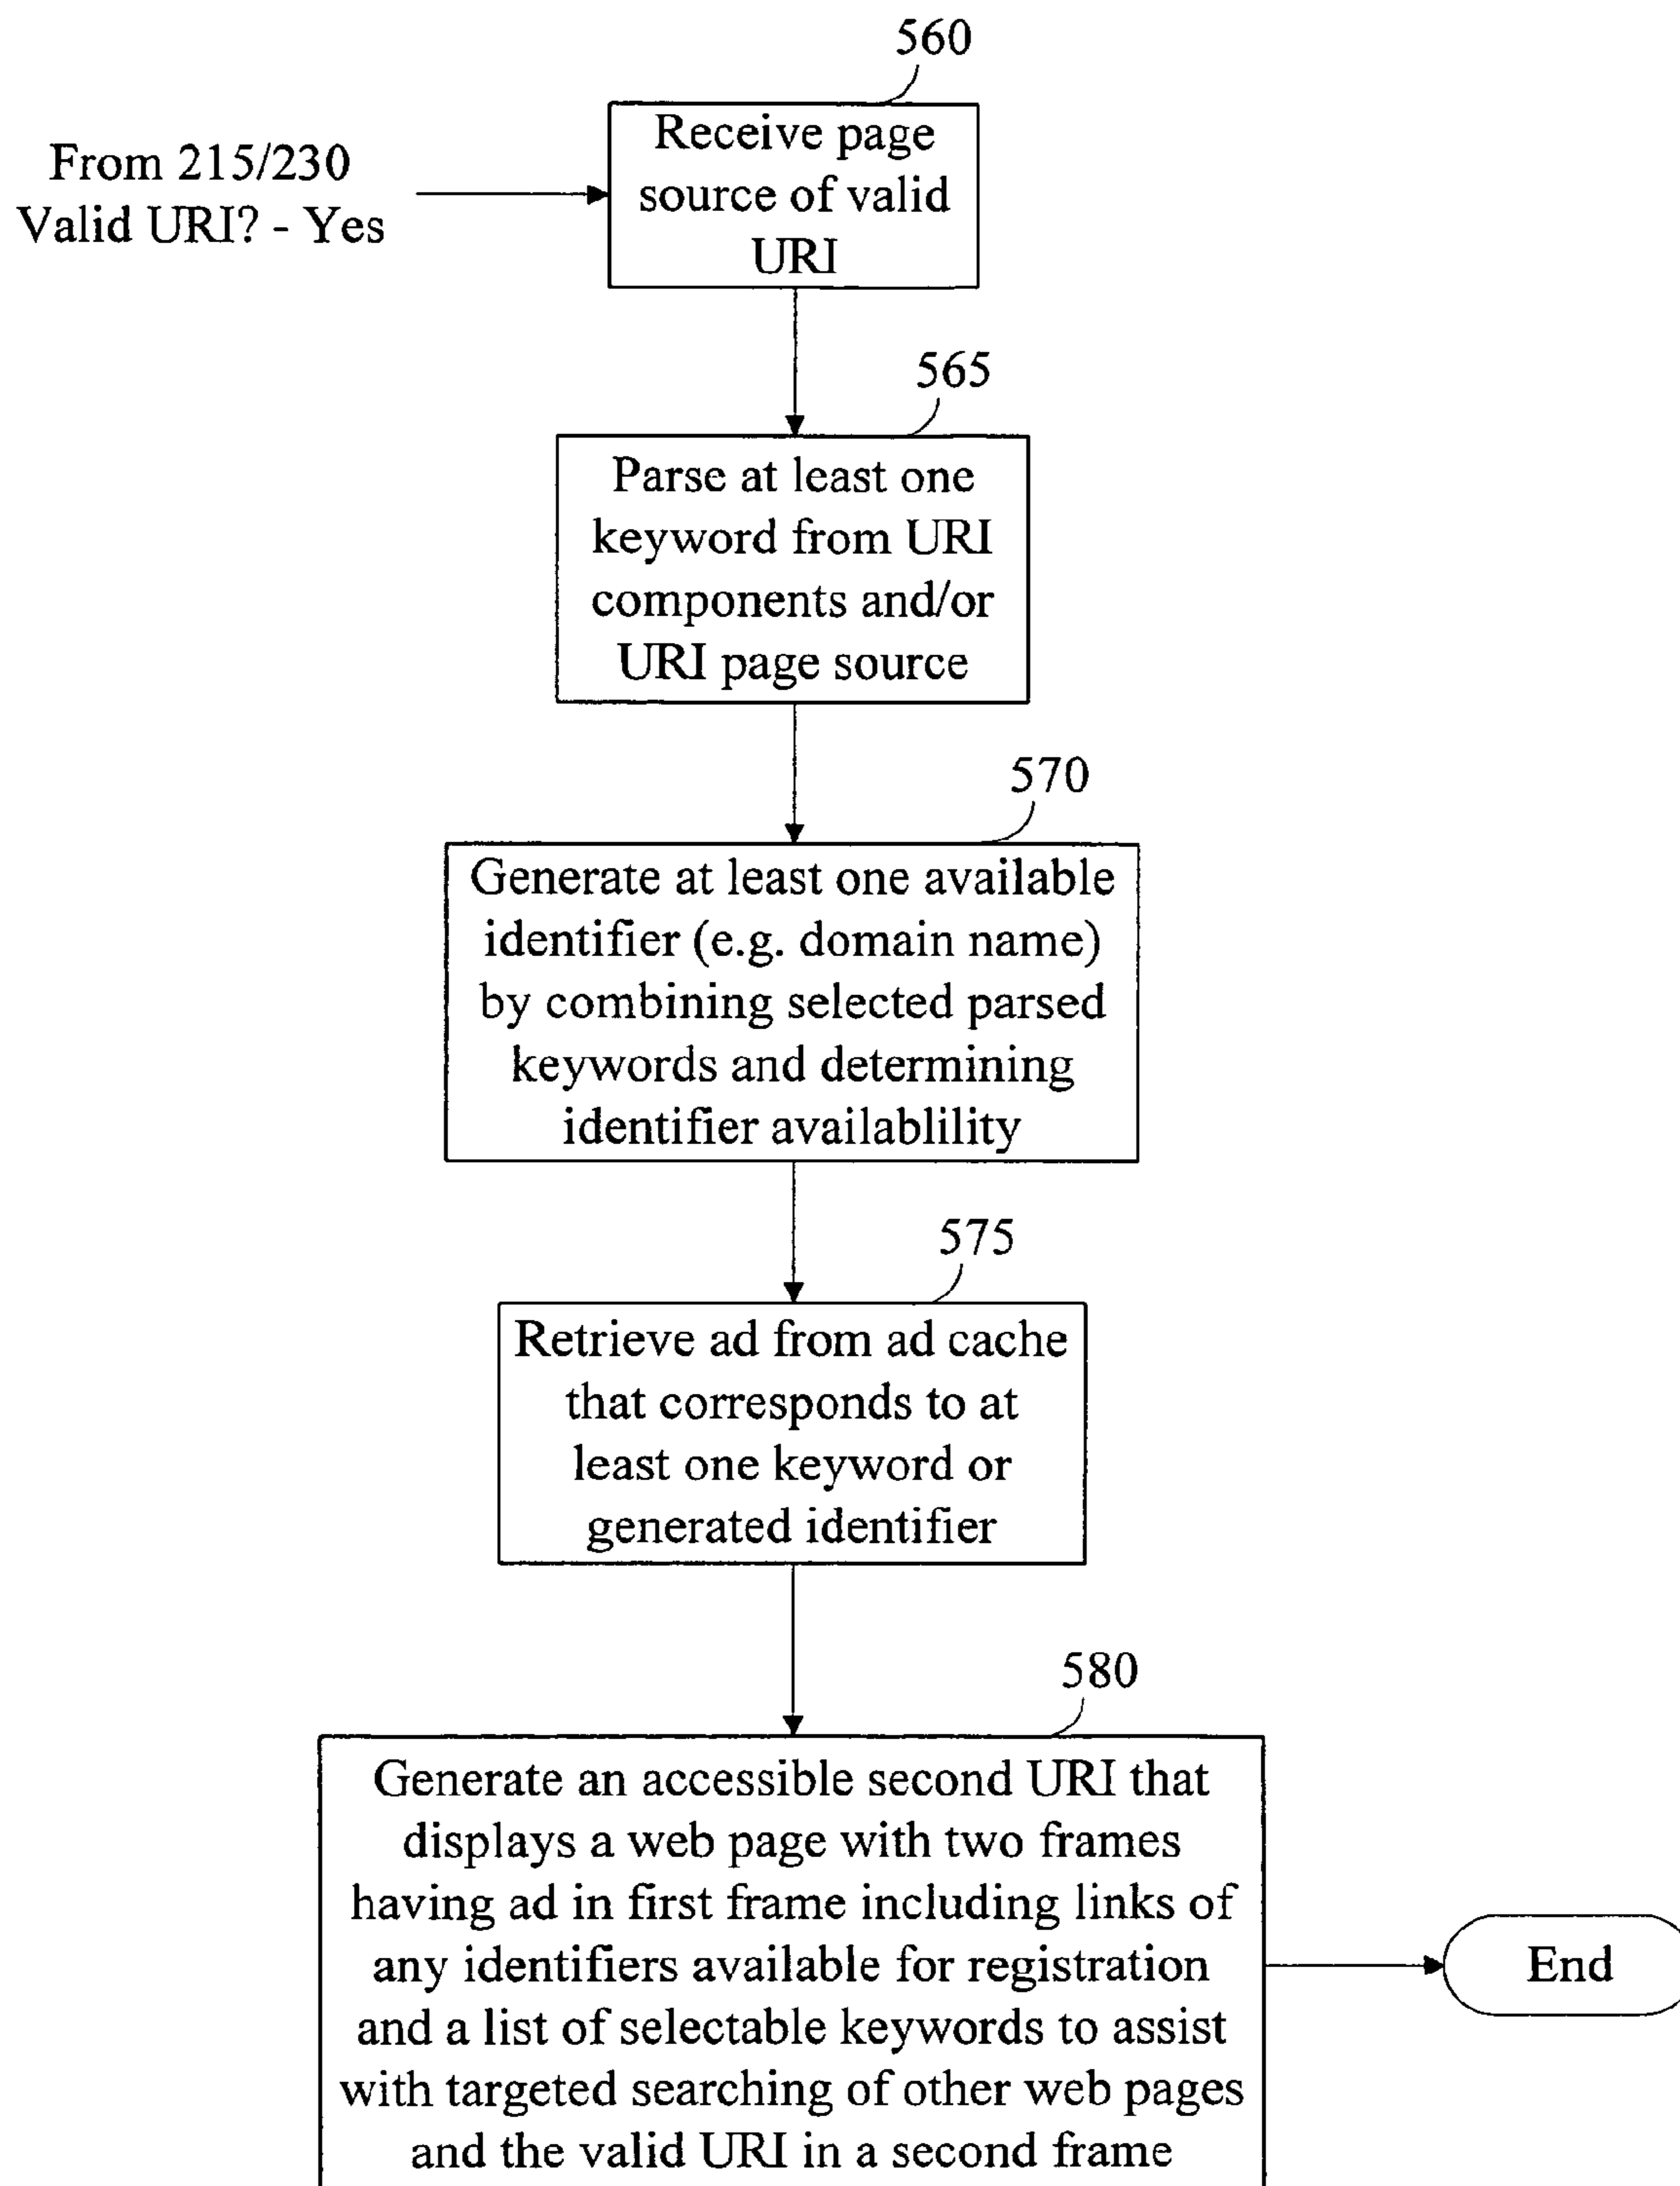 560
From 215/230
Valid URI? - Yes
Receive page
source of valid
URI
565
Parse at least one
keyword from URI
components and/or
URI page source
570
Generate at least one available
identifier (e.g. domain name)
by combining selected parsed
keywords and determining
identifier availablility
575
Retrieve ad from ad cache
that corresponds to at
least one keyword or
generated identifier
580
Generate an accessible second URI that
displays a web page with two frames
having ad in first frame including links of
any identifiers available for registration
and a list of selectable keywords to assist
with targeted searching of other web pages
and the valid URI in a second frame
End